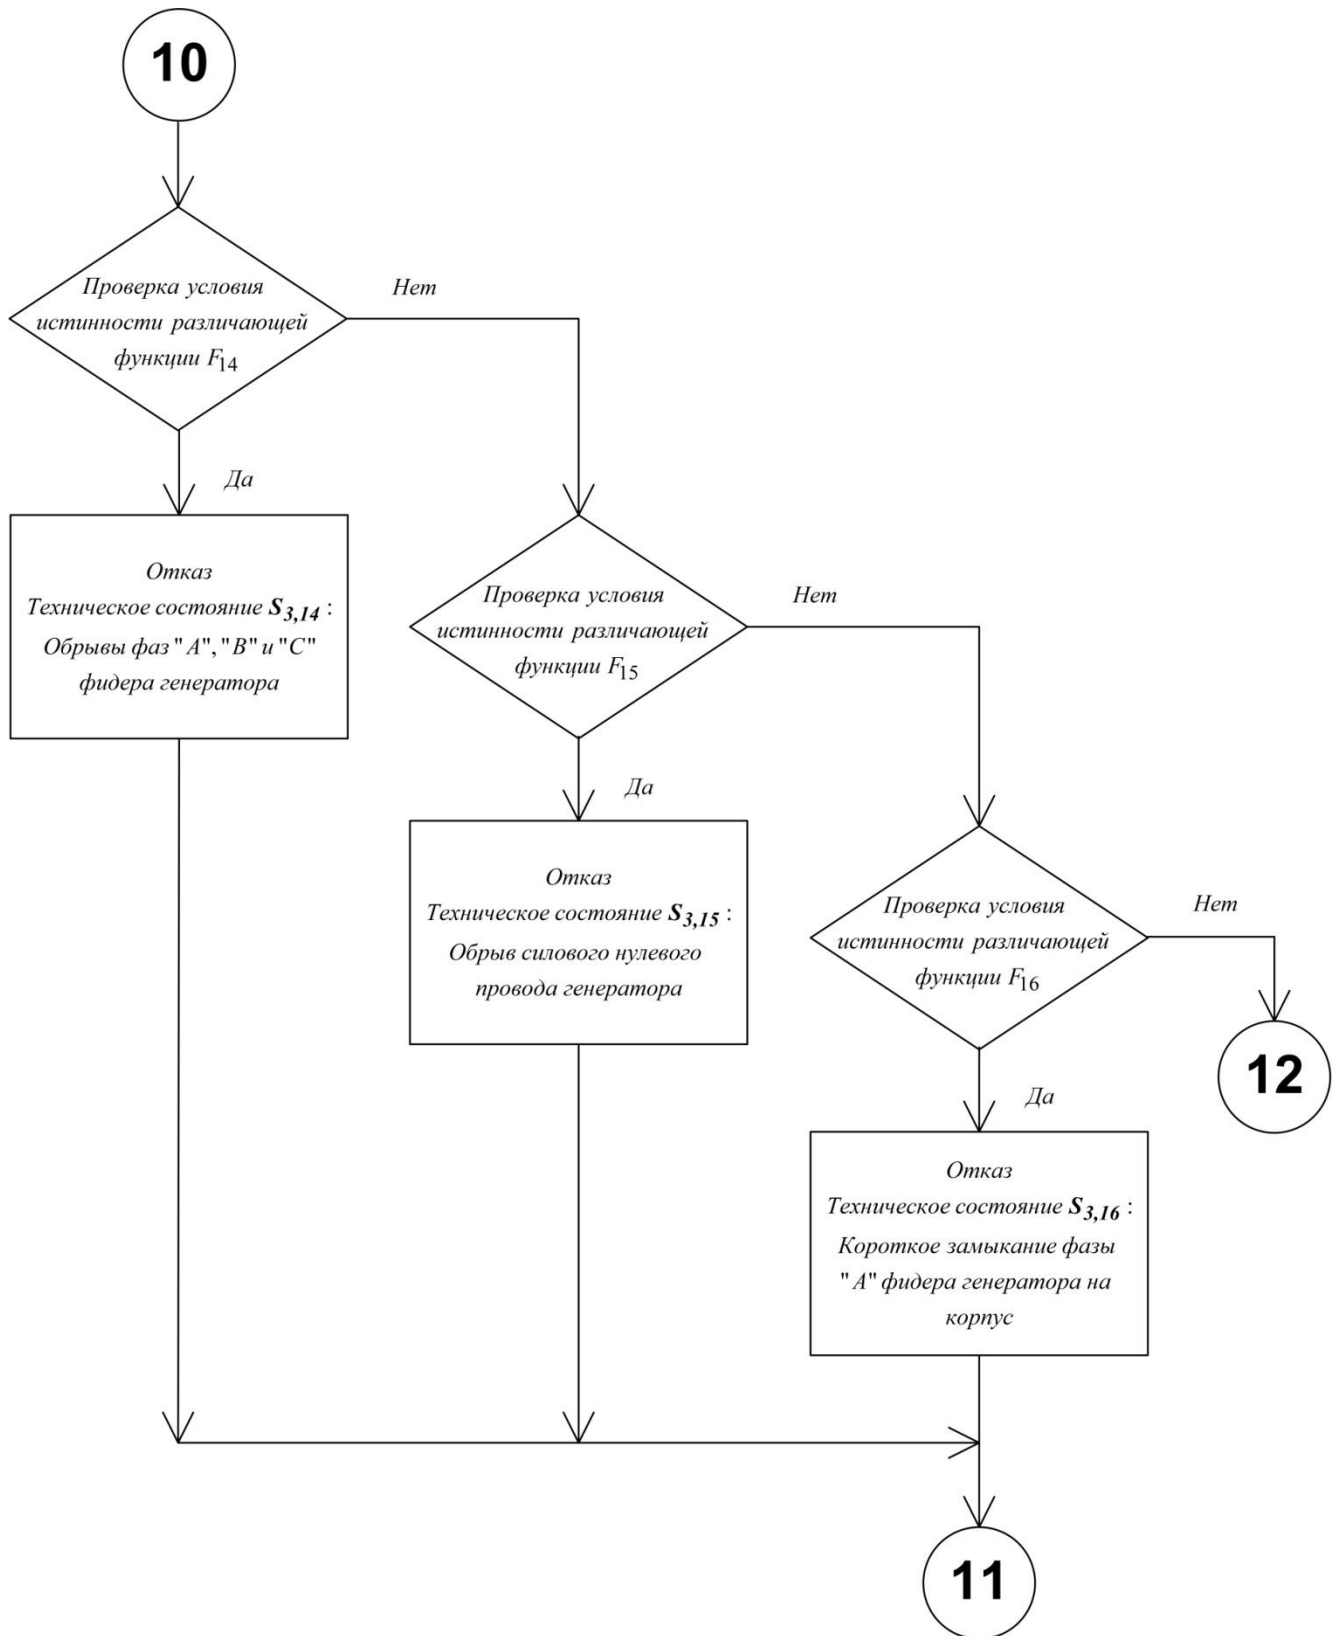 10
Проверка условия
истинности различающей
функции F14
Нет
Да
Отказ
Техническое состояние S3,14 :
Обрывы фаз "А", "В" и "С"
фидера генератора
Проверка условия
истинности различающей
функции F15
Нет
Да
Отказ
Техническое состояние S3,15 :
Обрыв силового нулевого
провода генератора
Проверка условия
истинности различающей
функции F16
Нет
12
Да
Отказ
Техническое состояние S3,16 :
Короткое замыкание фазы
"А" фидера генератора на
корпус
11